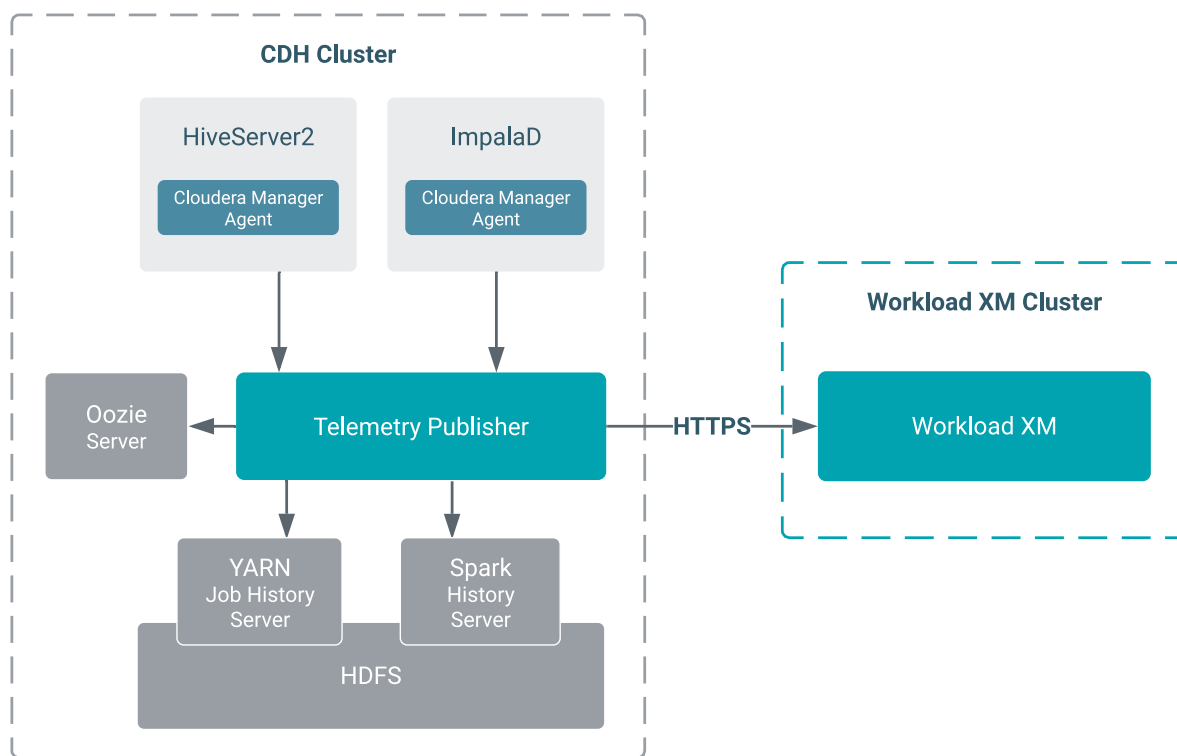 CDH Cluster
HiveServer2
Cloudera Manager
Agent
ImpalaD
Cloudera Manager
Agent
Workload XM Cluster
Oozie
Server
Telemetry Publisher
HTTPS
Workload XM
YARN
Job History
Server
Spark
History
Server
HDFS